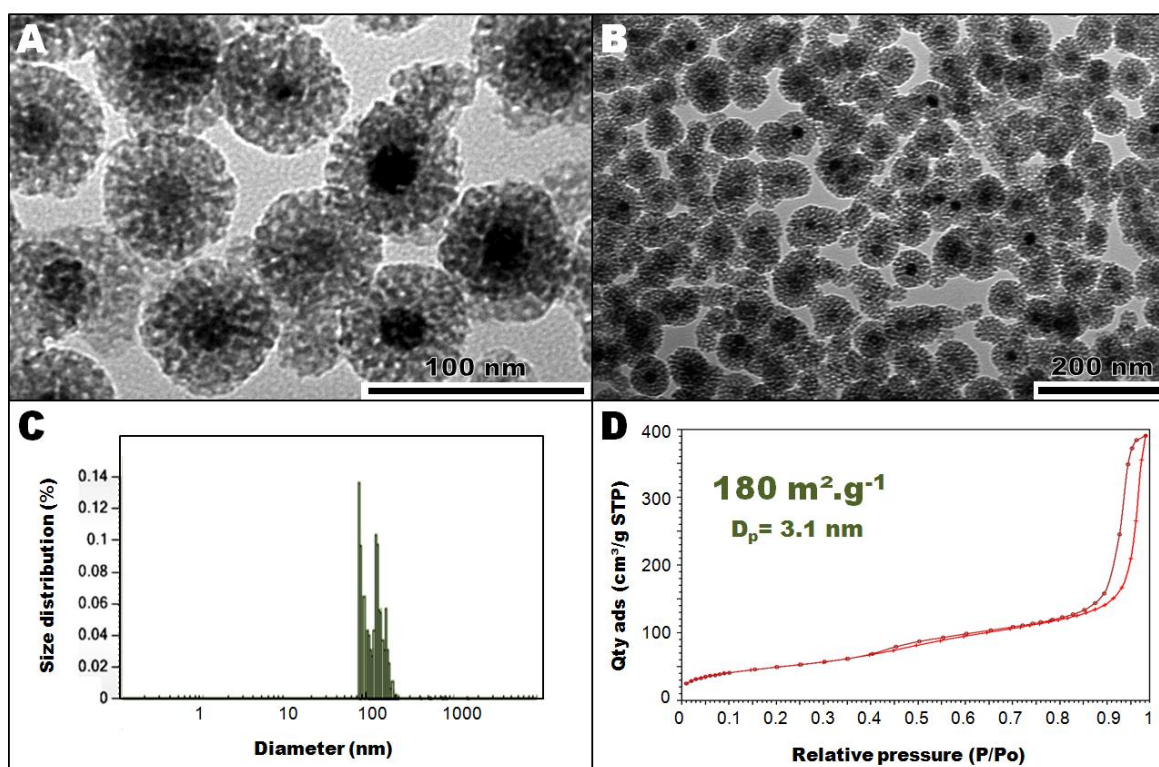 A
100 nm
B
200 nm
C
Size distribution (%)
0.14
0.12
0.1
0.08
0.06
0.04
0.02
0
1
10
100
1000
Diameter (nm)
D
180 m².g⁻¹
Dₚ= 3.1 nm
Qty ads (cm³/g STP)
400
300
200
100
0
0
0.1
0.2
0.3
0.4
0.5
0.6
0.7
0.8
0.9
1
Relative pressure (P/Po)